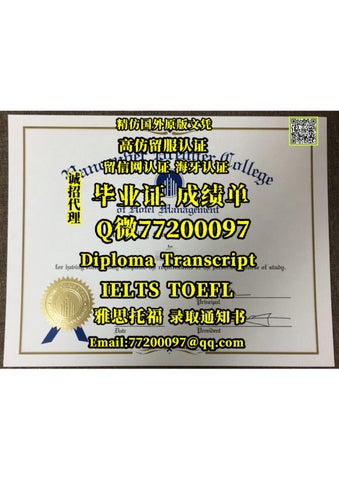 精仿国外原版文凭
高仿留服认证
留信网认证 海牙认证
诚招代理
College
毕业证 成绩单
of Hotel Management
Q微77200097
Diploma Transcript
IELTS TOEFL
Principal
雅思托福 录取通知书
Date
President
Email:77200097@qq.com